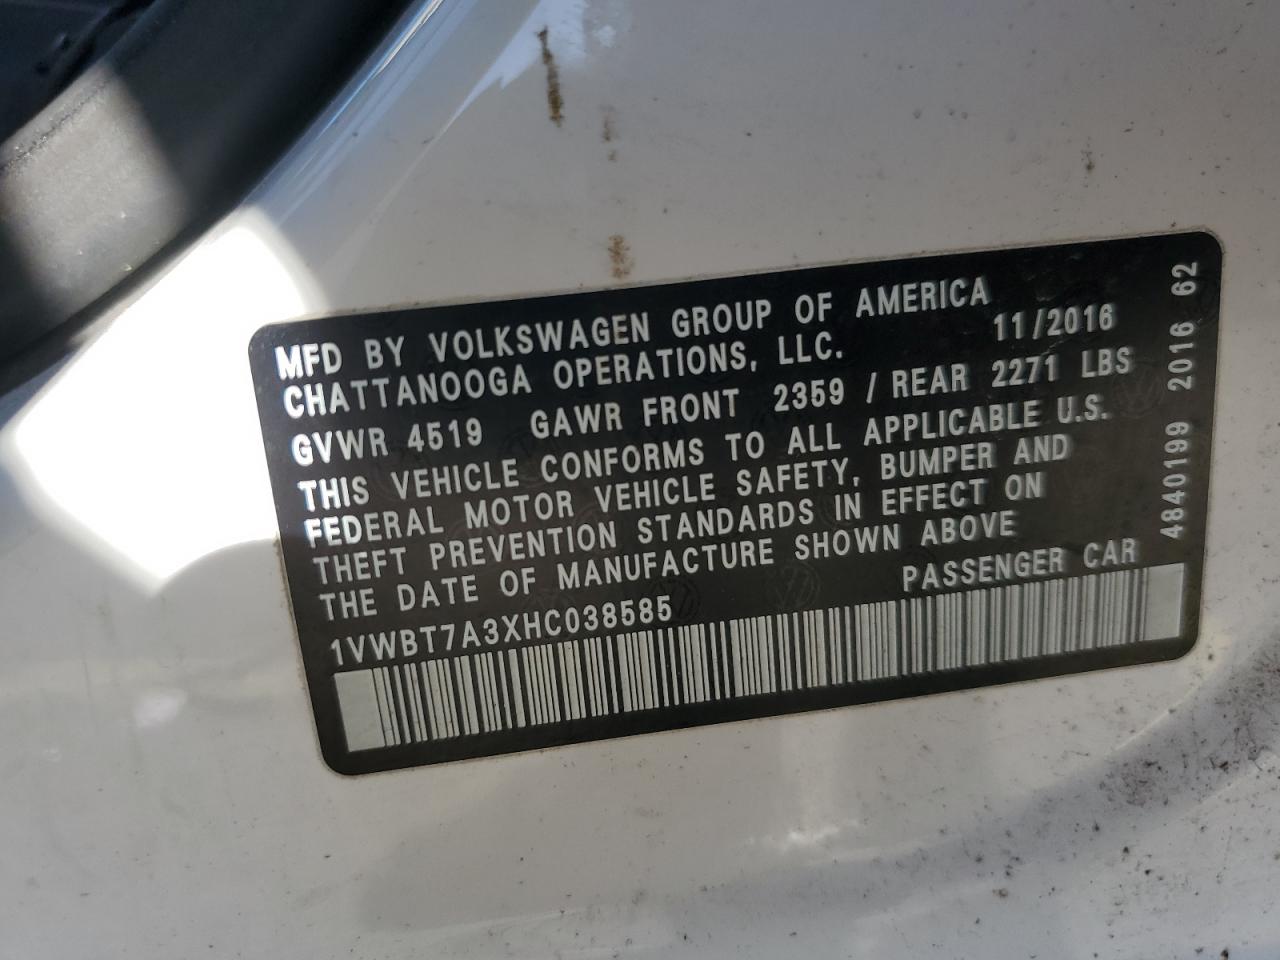 MFD BY VOLKSWAGEN GROUP OF AMERICA
CHATTANOOGA OPERATIONS, LLC. 11/2016
GVWR 4519 GAWR FRONT 2359 / REAR 2271 LBS
THIS VEHICLE CONFORMS TO ALL APPLICABLE U.S.
FEDERAL MOTOR VEHICLE SAFETY, BUMPER AND
THEFT PREVENTION STANDARDS IN EFFECT ON
THE DATE OF MANUFACTURE SHOWN ABOVE
1VWBT7A3XHC038585 PASSENGER CAR
4840199 2016 62